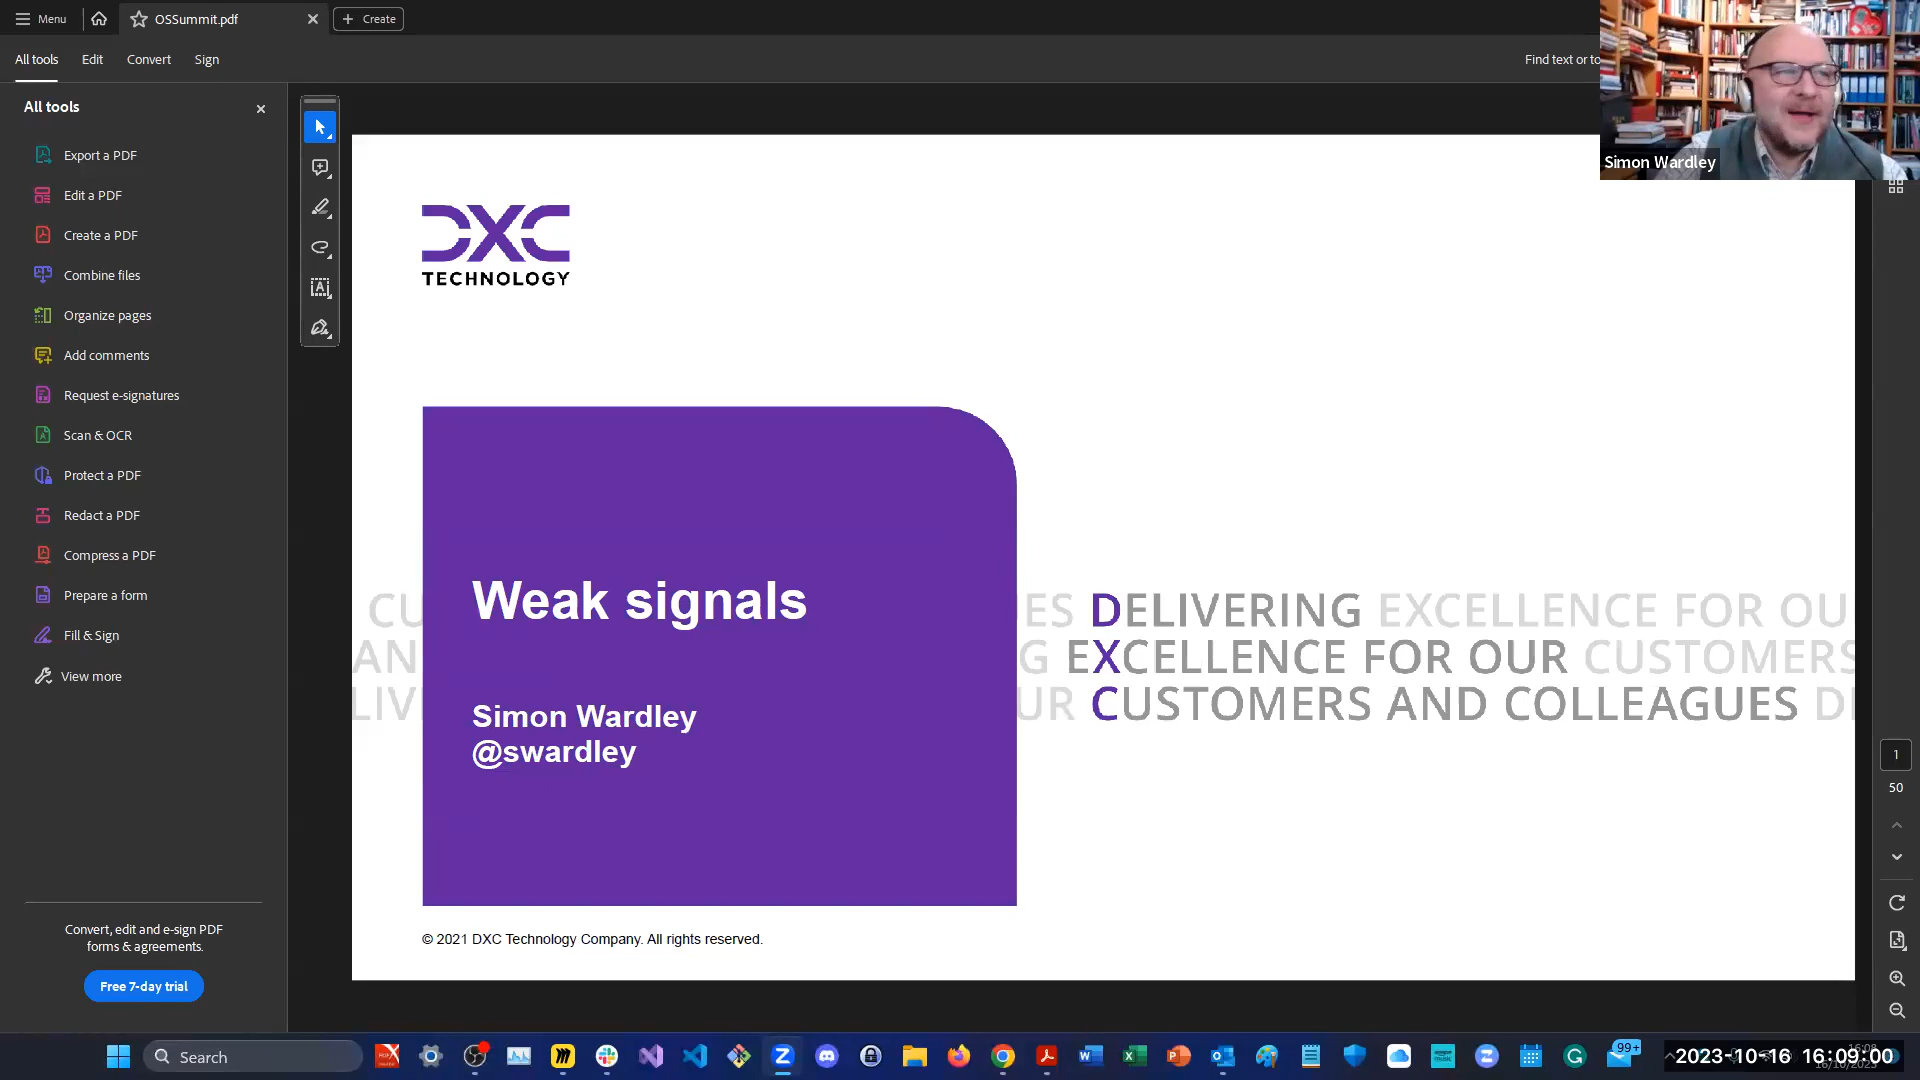 Menu
OSSummit.pdf
Create
All tools
Edit
Convert
Sign
Find text or to
Simon Wardley
All tools
Export a PDF
Edit a PDF
Create a PDF
Combine files
Organize pages
Add comments
Request e-signatures
Scan & OCR
Protect a PDF
Redact a PDF
Compress a PDF
Prepare a form
Fill & Sign
View more
Convert, edit and e-sign PDF
forms & agreements.
Free 7-day trial
DXC
TECHNOLOGY
Weak signals
Simon Wardley
@swardley
CU ES DELIVERING EXCELLENCE FOR OU
AN G EXCELLENCE FOR OUR CUSTOMERS
LIV UR CUSTOMERS AND COLLEAGUES D
© 2021 DXC Technology Company. All rights reserved.
1
50
Search
99+
2023-10-16 16:09:00